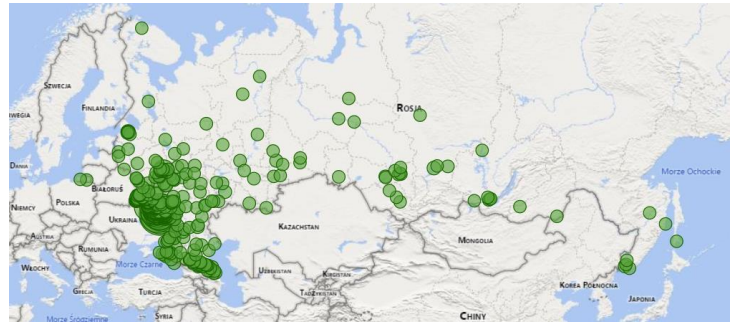 SZWECJA
FINLANDIA
ROSJA
WEGIA
DANIA
Morze Ochockie
BIAŁORUŚ
POLSKA
NIEMCY
UKRAINA
KAZACHSTAN
AUSTRIA
RUMUNIA
MONGOLIA
WŁOCHY
Morze Czarne
UZBEKISTAN
KIRGISTAN
KOREA PÓŁNOCNA
GRECJA
TURCJA
TADŻYKISTAN
JAPONIA
SYRIA
CHINY
Morze Śródziemne